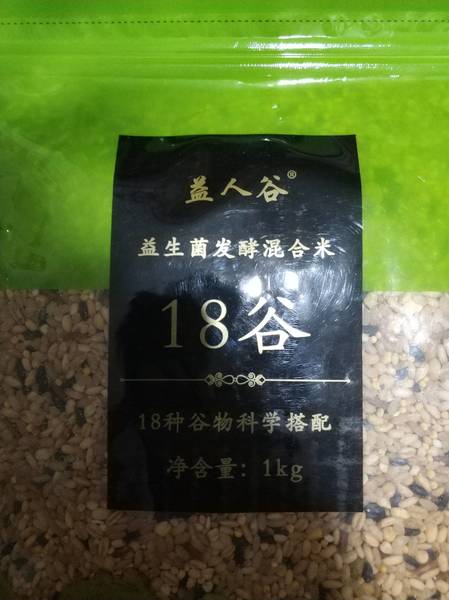 益人谷®
益生菌发酵混合米
18谷
18种谷物科学搭配
净含量：1kg